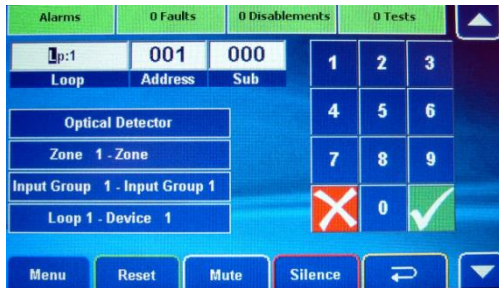 Alarms 0 Faults 0 Disablements 0 Tests
Lp:1 001 000
Loop Address Sub
1 2 3
Optical Detector
4 5 6
Zone 1 - Zone
7 8 9
Input Group 1 - Input Group 1
Loop 1 - Device 1
0
Menu Reset Mute Silence